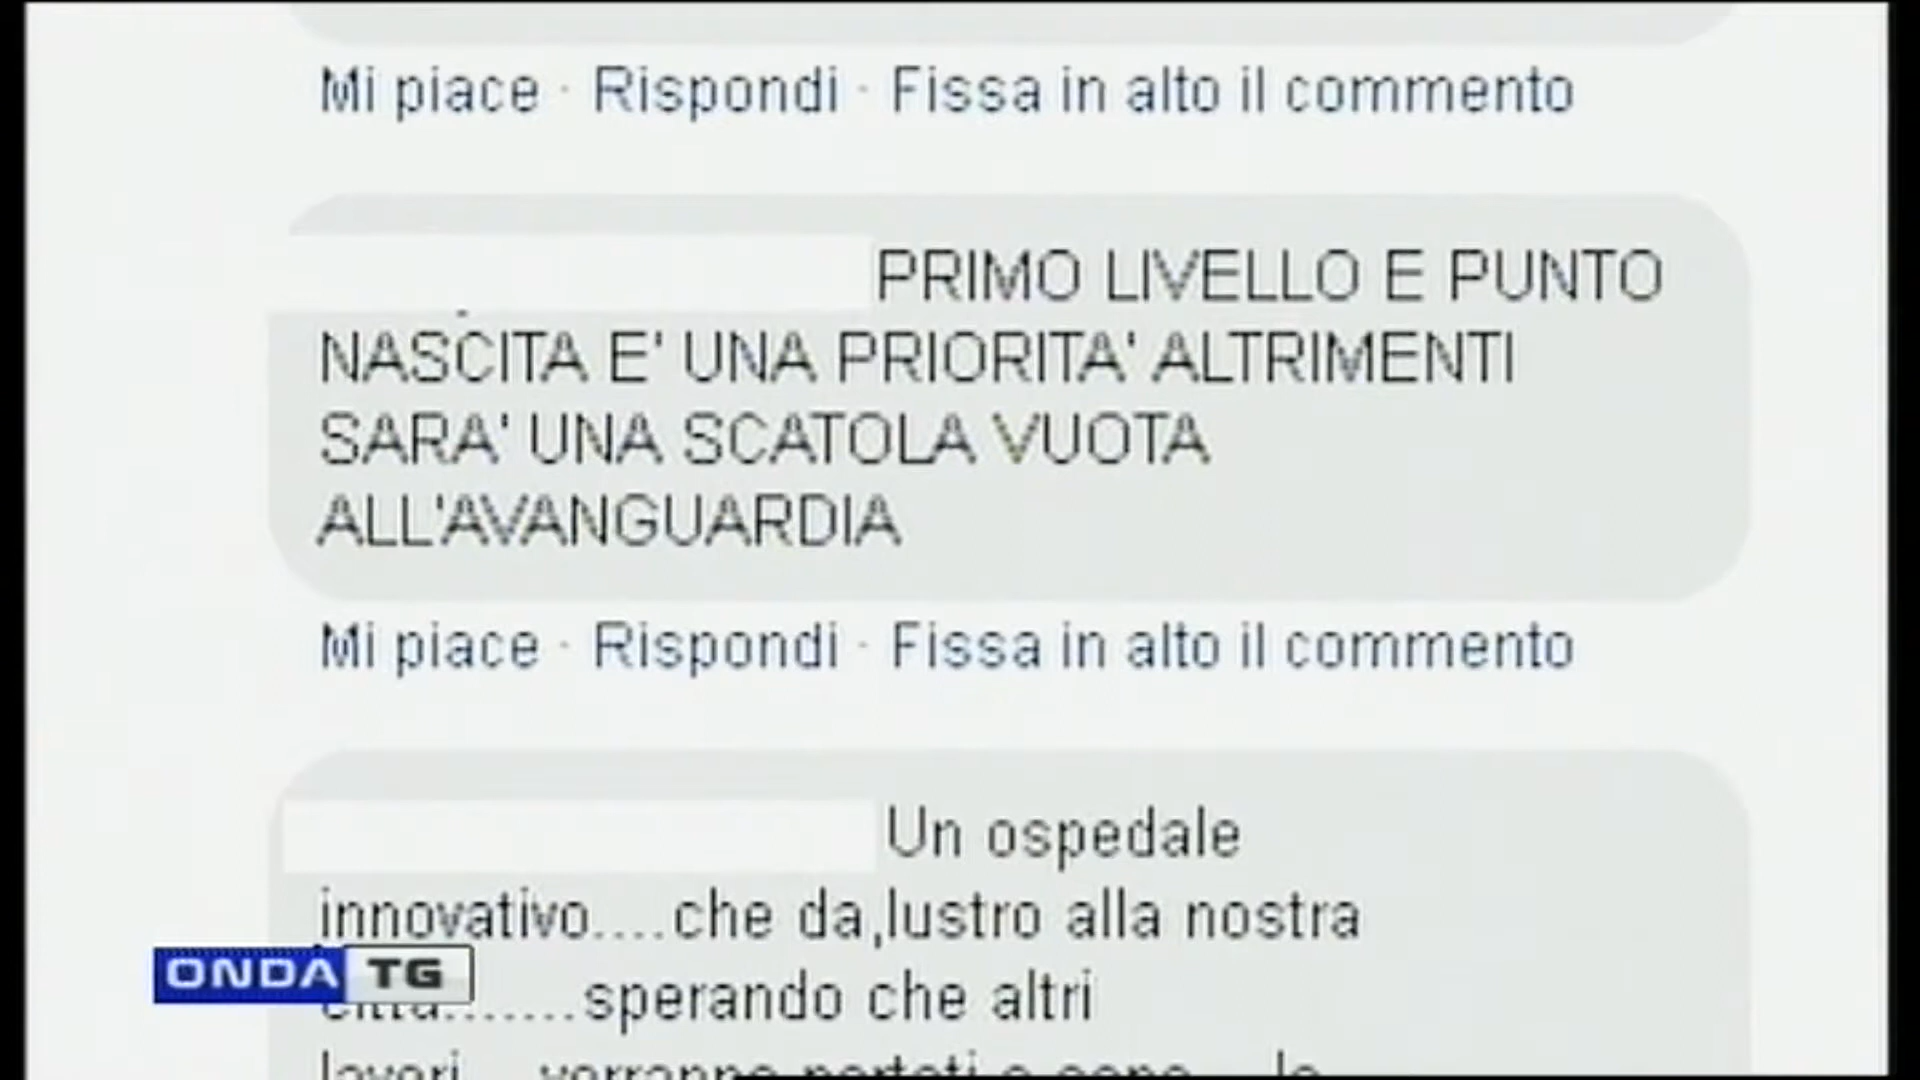 Mi piace · Rispondi · Fissa in alto il commento
PRIMO LIVELLO E PUNTO
NASCITA E' UNA PRIORITA' ALTRIMENTI
SARA' UNA SCATOLA VUOTA
ALL'AVANGUARDIA
Mi piace · Rispondi · Fissa in alto il commento
Un ospedale
innovativo....che da,lustro alla nostra
ONDA TG
città.......sperando che altri